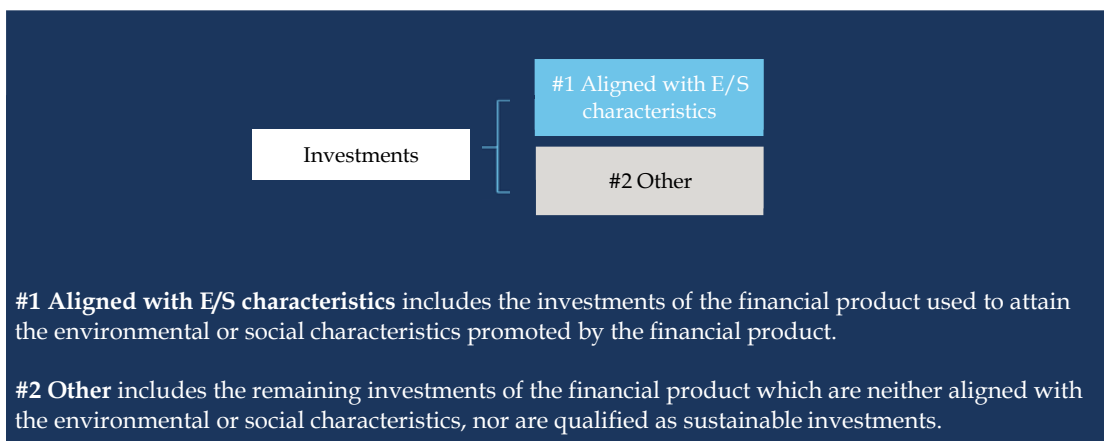 #1 Aligned with E/S
characteristics
Investments
#2 Other
#1 Aligned with E/S characteristics includes the investments of the financial product used to attain
the environmental or social characteristics promoted by the financial product.
#2 Other includes the remaining investments of the financial product which are neither aligned with
the environmental or social characteristics, nor are qualified as sustainable investments.